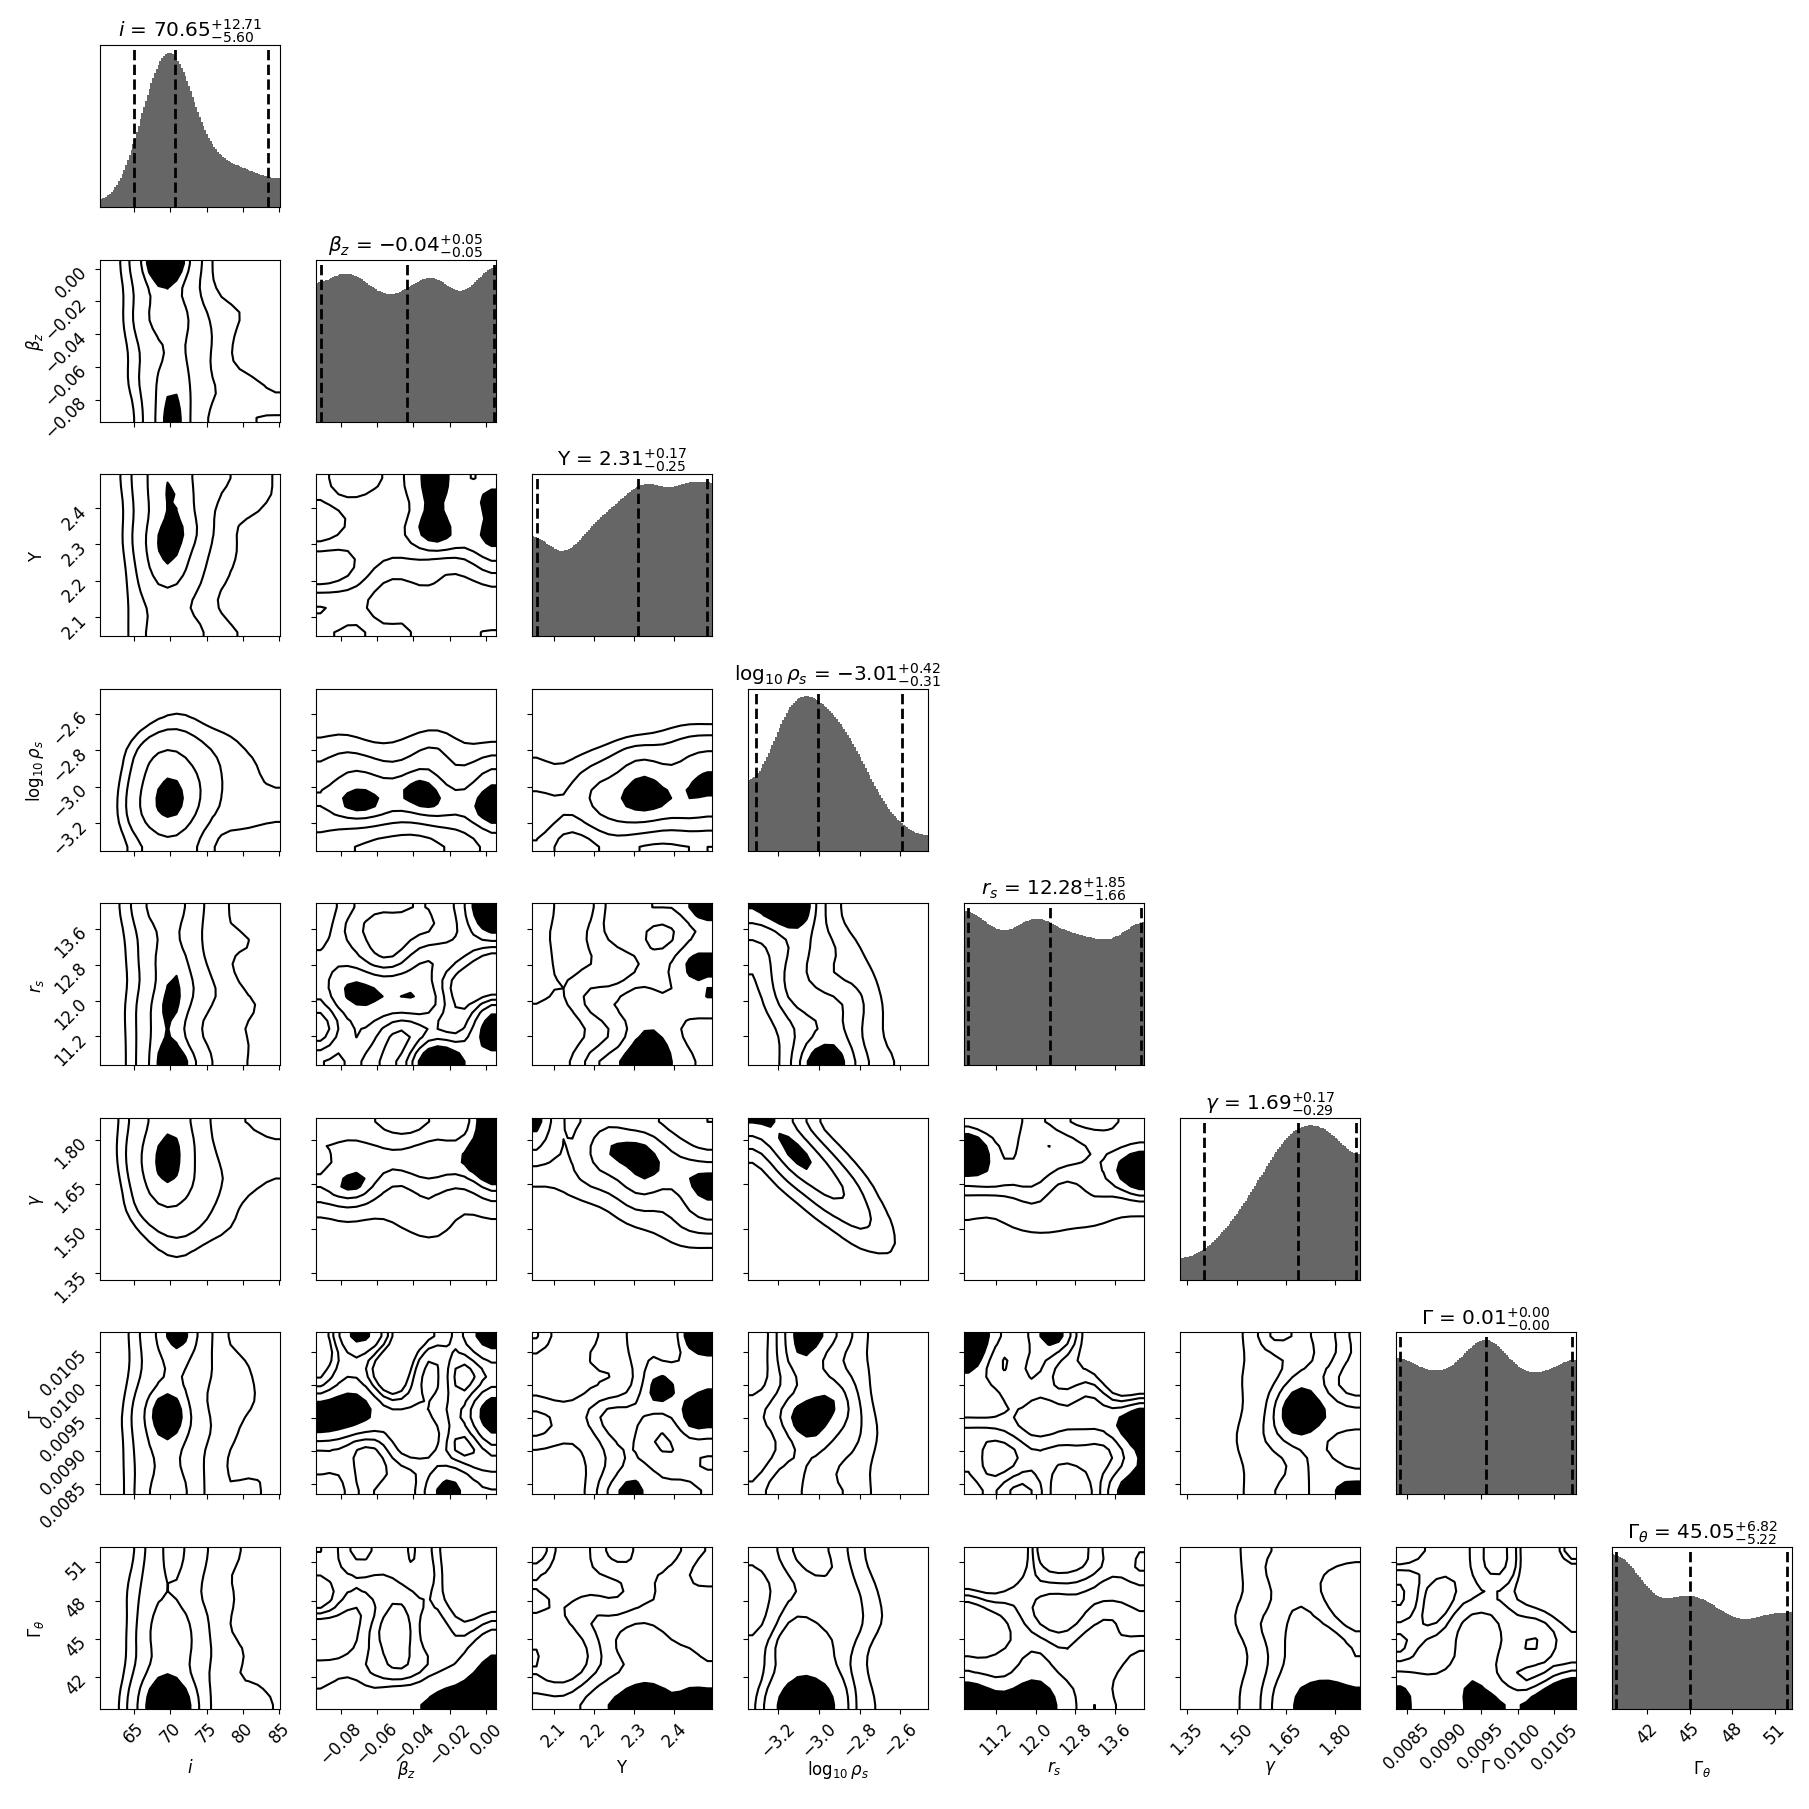 i = 70.65^{+12.71}_{−5.60}
β_z = −0.04^{+0.05}_{−0.05}
0.00
−0.02
−0.04
−0.06
−0.08
β_z
Υ = 2.31^{+0.17}_{−0.25}
2.4
2.3
2.2
2.1
Υ
log₁₀ ρ_s = −3.01^{+0.42}_{−0.31}
−2.6
−2.8
−3.0
−3.2
log₁₀ ρ_s
r_s = 12.28^{+1.85}_{−1.66}
13.6
12.8
12.0
11.2
r_s
γ = 1.69^{+0.17}_{−0.29}
1.80
1.65
1.50
1.35
γ
Γ = 0.01^{+0.00}_{−0.00}
0.0105
0.0100
0.0095
0.0090
0.0085
Γ
Γ_θ = 45.05^{+6.82}_{−5.22}
51
48
45
42
Γ_θ
65 70 75 80 85 −0.08 −0.06 −0.04 −0.02 0.00 2.1 2.2 2.3 2.4 −3.2 −3.0 −2.8 −2.6 11.2 12.0 12.8 13.6 1.35 1.50 1.65 1.80 0.0085 0.0090 0.0095 0.0100 0.0105 42 45 48 51
i β_z Υ log₁₀ ρ_s r_s γ Γ Γ_θ